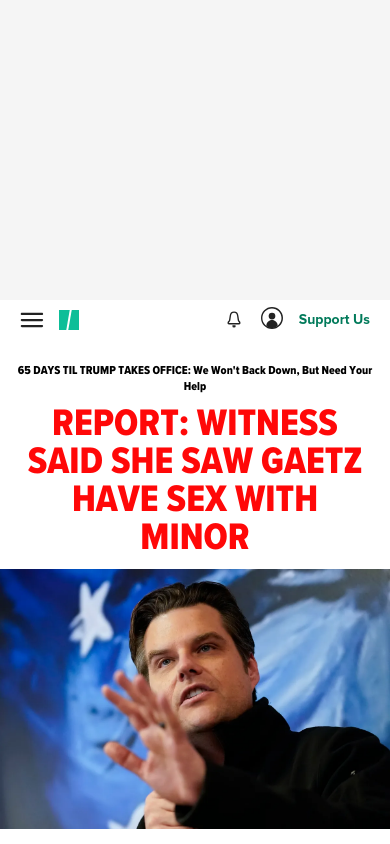 Support Us
65 DAYS TIL TRUMP TAKES OFFICE: We Won't Back Down, But Need Your
Help
REPORT: WITNESS
SAID SHE SAW GAETZ
HAVE SEX WITH
MINOR